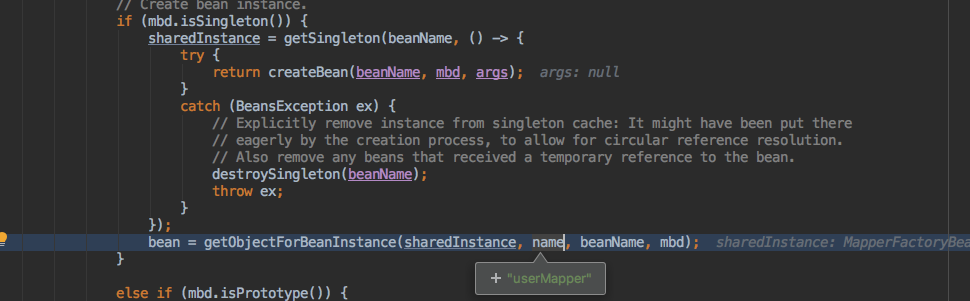 // Create bean instance.
if (mbd.isSingleton()) {
sharedInstance = getSingleton(beanName, () -> {
try {
return createBean(beanName, mbd, args); args: null
}
catch (BeansException ex) {
// Explicitly remove instance from singleton cache: It might have been put there
// eagerly by the creation process, to allow for circular reference resolution.
// Also remove any beans that received a temporary reference to the bean.
destroySingleton(beanName);
throw ex;
}
});
bean = getObjectForBeanInstance(sharedInstance, name, beanName, mbd); sharedInstance: MapperFactoryBea
}
+ "userMapper"
else if (mbd.isPrototype()) {